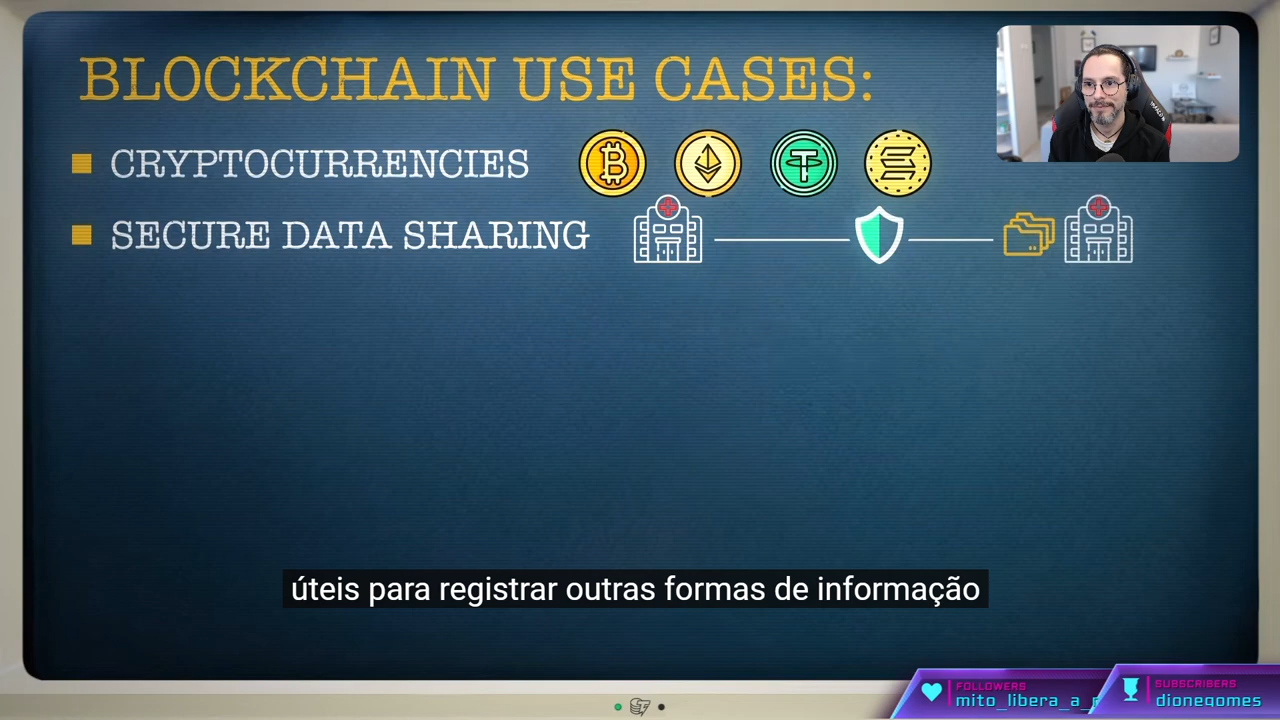 BLOCKCHAIN USE CASES:
CRYPTOCURRENCIES
SECURE DATA SHARING
úteis para registrar outras formas de informação
FOLLOWERS
SUBSCRIBERS
dionegomes